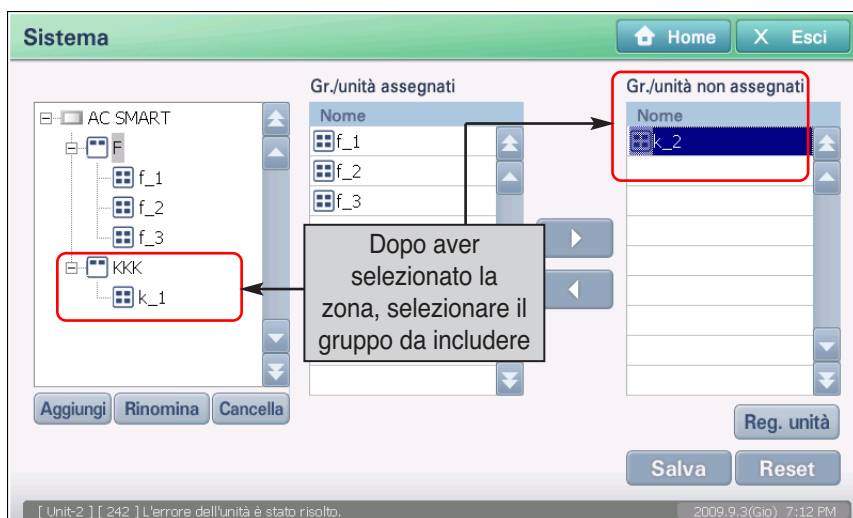 Sistema
Home
X Esci
Gr./unità assegnati
Gr./unità non assegnati
AC SMART
F
f_1
f_2
f_3
KKK
k_1
Nome
f_1
f_2
f_3
Nome
k_2
Dopo aver
selezionato la
zona, selezionare il
gruppo da includere
Aggiungi
Rinomina
Cancella
Reg. unità
Salva
Reset
[ Unit-2 ] [ 242 ] L'errore dell'unità è stato risolto.
2009.9.3(Gio) 7:12 PM